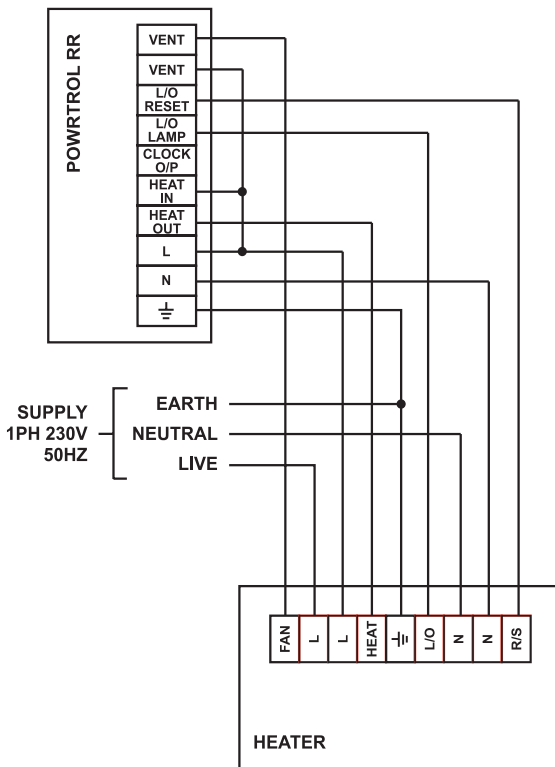 POWRTROL RR
VENT
VENT
L/O
RESET
L/O
LAMP
CLOCK
O/P
HEAT
IN
HEAT
OUT
L
N
SUPPLY
1PH 230V
50HZ
EARTH
NEUTRAL
LIVE
FAN
L
L
HEAT
L/O
N
N
R/S
HEATER